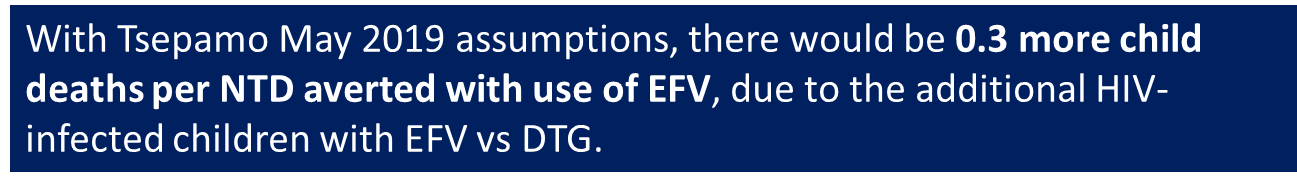 With Tsepamo May 2019 assumptions, there would be 0.3 more child
deaths per NTD averted with use of EFV, due to the additional HIV-
infected children with EFV vs DTG.